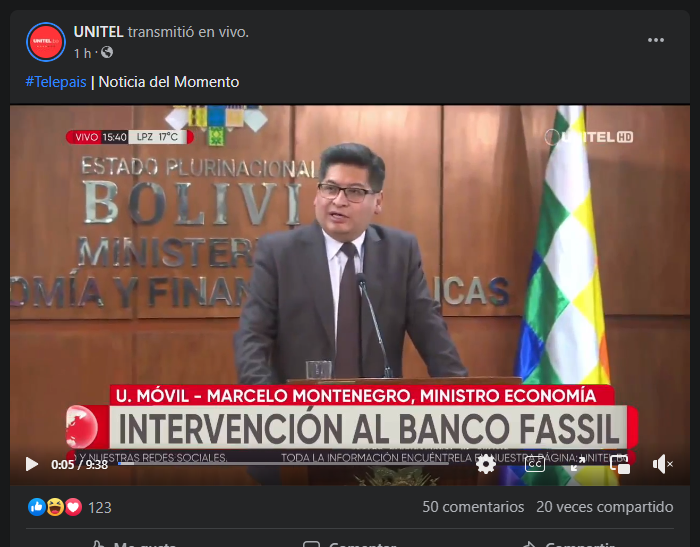 UNITEL transmitió en vivo.
1 h ·
#Telepais | Noticia del Momento
VIVO 15:40 LPZ 17°C
UNITEL HD
ESTADO PLURINACIONAL
BOLIVI
MINISTER
OMÍA Y FINAN ICAS
U. MÓVIL – MARCELO MONTENEGRO, MINISTRO ECONOMÍA
INTERVENCIÓN AL BANCO FASSIL
Y NUESTRAS REDES SOCIALES. TODA LA INFORMACIÓN ENCUÉNTRELA NUESTRA PÁGINA:
0:05 / 9:38
CC
123
50 comentarios 20 veces compartido
Me gusta Comentar Compartir